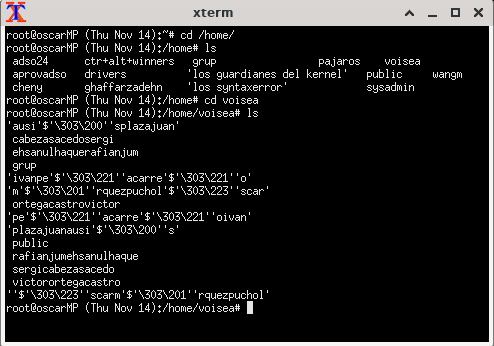 xterm
root@oscarMP (Thu Nov 14):~# cd /home/
root@oscarMP (Thu Nov 14):/home# ls
 adso24      ctr+alt+winners   grup                      pajaros    voisea
 aprovadso   drivers          'los guardianes del kernel'   public     wangm
 cheny       ghaffarzadehn    'los syntaxerror'             sysadmin
root@oscarMP (Thu Nov 14):/home# cd voisea
root@oscarMP (Thu Nov 14):/home/voisea# ls
'ausi'$'\303\200''splazajuan'
 cabezasacedosergi
 ehsanulhaquerafianjum
 grup
'ivanpe'$'\303\221''acarre'$'\303\221''o'
'm'$'\303\201''rquezpuchol'$'\303\223''scar'
 ortegacastrovictor
'pe'$'\303\221''acarre'$'\303\221''oivan'
'plazajuanausi'$'\303\200''s'
 public
 rafianjumehsanulhaque
 sergicabezasacedo
 victorortegacastro
''$'\303\223''scarm'$'\303\201''rquezpuchol'
root@oscarMP (Thu Nov 14):/home/voisea#